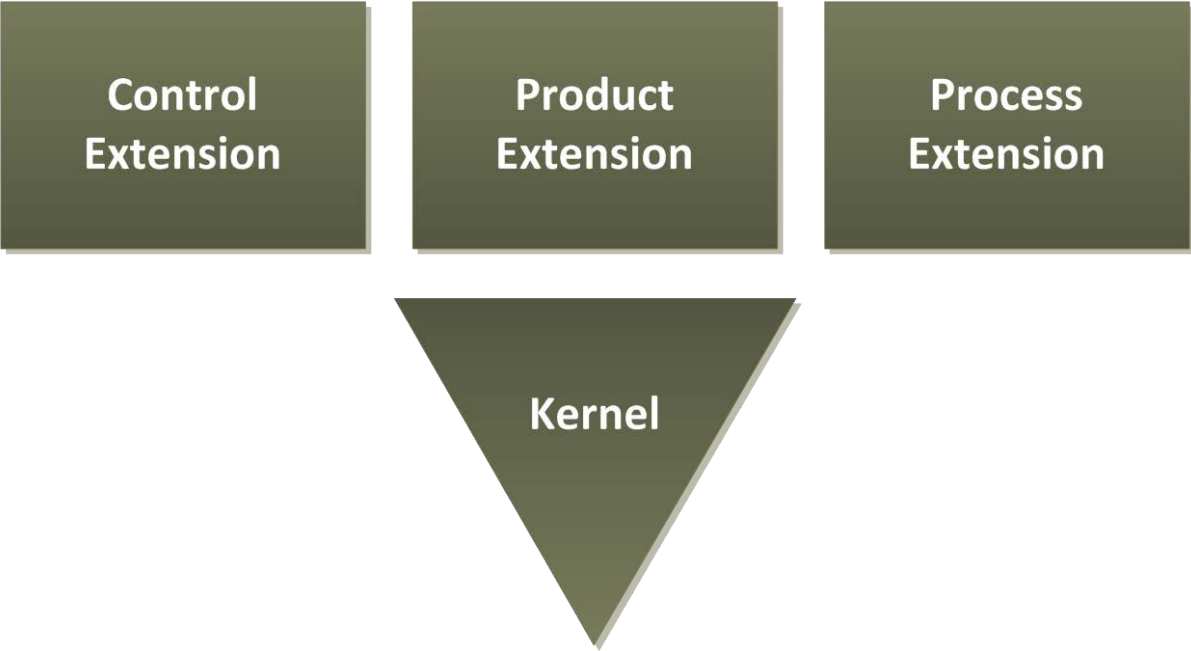 Control
Extension
Product
Extension
Process
Extension
Kernel